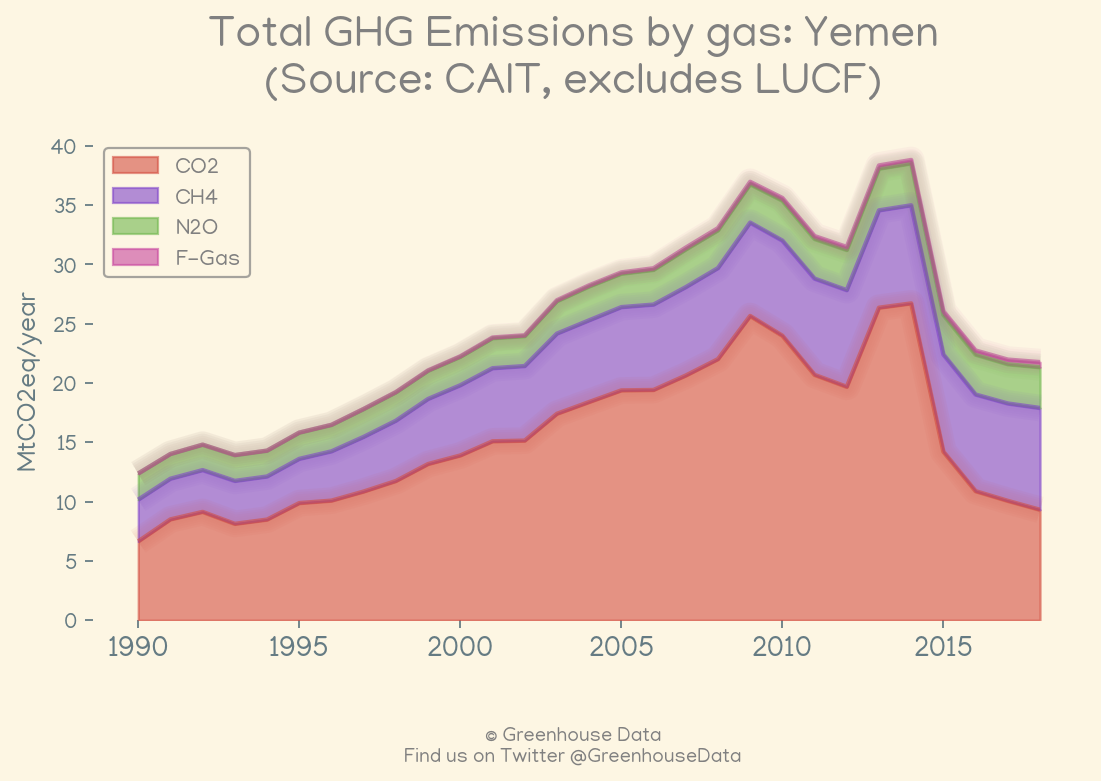 Total GHG Emissions by gas: Yemen
(Source: CAIT, excludes LUCF)
40
35
30
25
20
15
10
5
0
MtCO2eq/year
CO2
CH4
N2O
F-Gas
1990
1995
2000
2005
2010
2015
© Greenhouse Data
Find us on Twitter @GreenhouseData